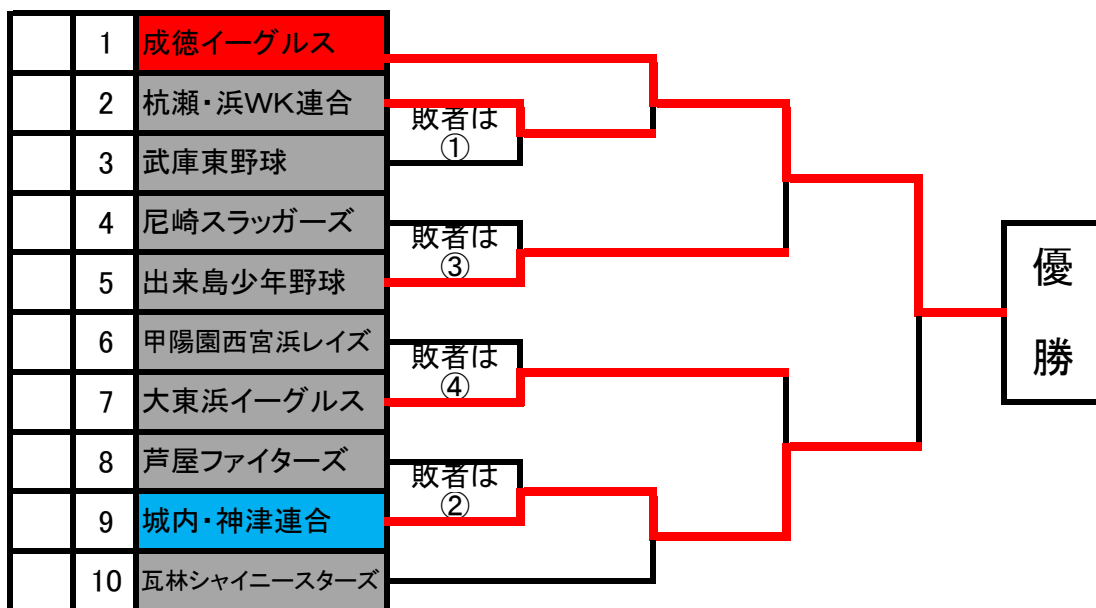 1 成徳イーグルス
2 杭瀬・浜WK連合
敗者は
①
3 武庫東野球
4 尼崎スラッガーズ
敗者は
③
5 出来島少年野球
6 甲陽園西宮浜レイズ
敗者は
④
7 大東浜イーグルス
8 芦屋ファイターズ
敗者は
②
9 城内・神津連合
10 瓦林シャイニースターズ
優
勝